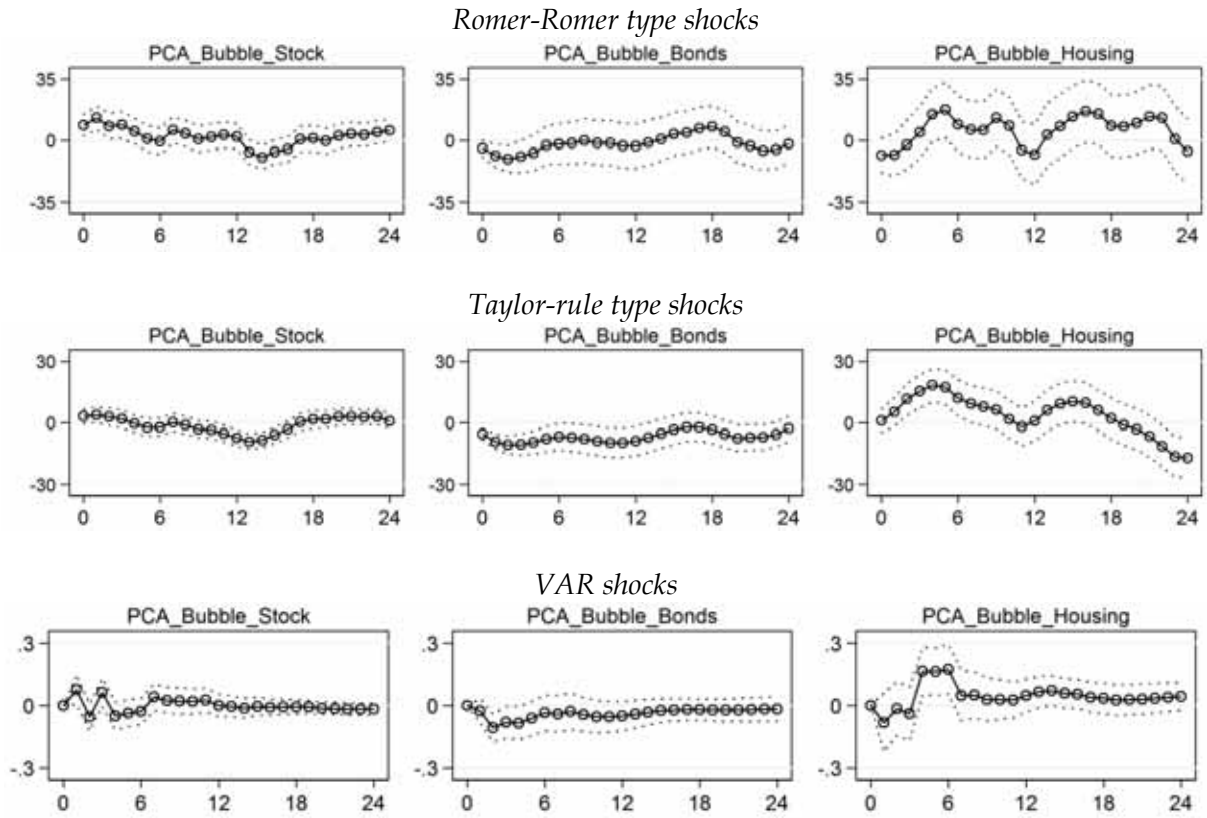 Romer-Romer type shocks
PCA_Bubble_Stock PCA_Bubble_Bonds PCA_Bubble_Housing
35 35 35
0 0 0
-35 -35 -35
0 6 12 18 24 0 6 12 18 24 0 6 12 18 24
Taylor-rule type shocks
PCA_Bubble_Stock PCA_Bubble_Bonds PCA_Bubble_Housing
30 30 30
0 0 0
-30 -30 -30
0 6 12 18 24 0 6 12 18 24 0 6 12 18 24
VAR shocks
PCA_Bubble_Stock PCA_Bubble_Bonds PCA_Bubble_Housing
.3 .3 .3
0 0 0
-.3 -.3 -.3
0 6 12 18 24 0 6 12 18 24 0 6 12 18 24